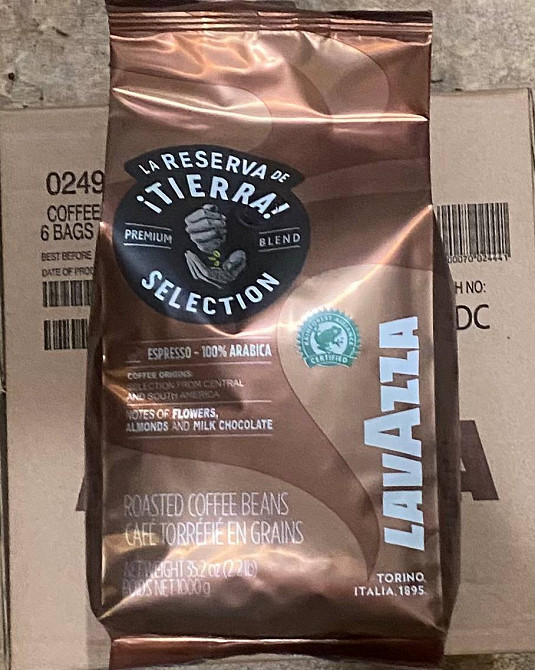 LA RESERVA DE
¡TIERRA!
PREMIUM BLEND
SELECTION
ESPRESSO - 100% ARABICA
COFFEE ORIGINS:
SELECTION FROM CENTRAL
AND SOUTH AMERICA
NOTES OF FLOWERS,
ALMONDS AND MILK CHOCOLATE
RAINFOREST ALLIANCE
CERTIFIED
LAVAZZA
TORINO,
ITALIA, 1895
ROASTED COFFEE BEANS
CAFÉ TORRÉFIÉ EN GRAINS
NET WEIGHT 35.2 oz (2.2 lb)
POIDS NET 1000 g
0249
COFFEE
6 BAGS
BEST BEFORE
DATE OF PROD
H NO:
DC
A